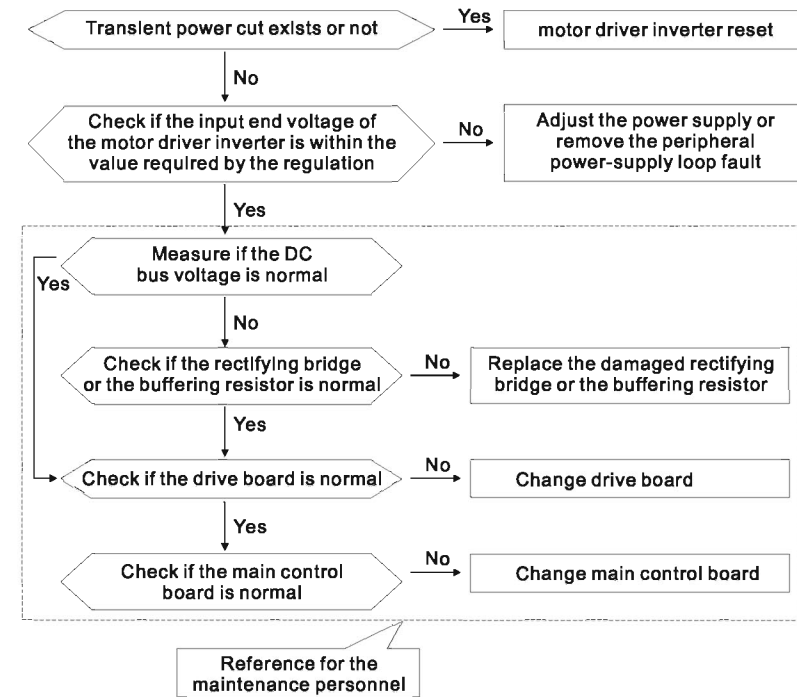 Translent power cut exists or not
Yes
motor driver inverter reset
No
Check if the input end voltage of
the motor driver inverter is within the
value required by the regulation
No
Adjust the power supply or
remove the peripheral
power-supply loop fault
Yes
Measure if the DC
bus voltage is normal
Yes
No
Check if the rectifying bridge
or the buffering resistor is normal
No
Replace the damaged rectifying
bridge or the buffering resistor
Yes
Check if the drive board is normal
No
Change drive board
Yes
Check if the main control
board is normal
No
Change main control board
Reference for the
maintenance personnel